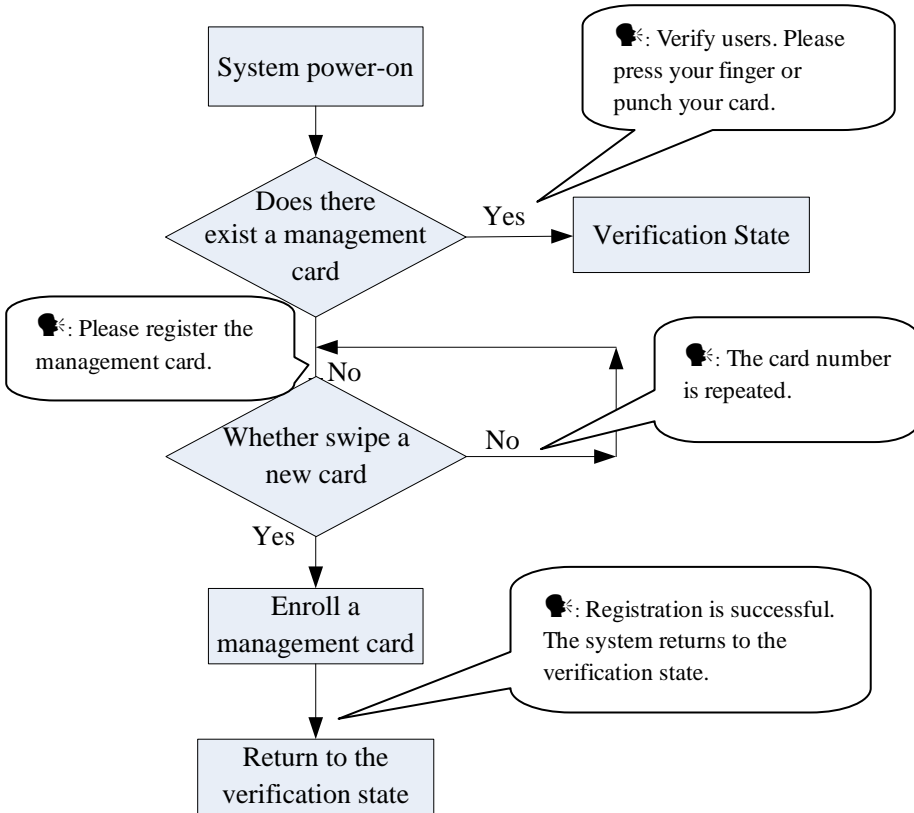 System power-on
🗣: Verify users. Please
press your finger or
punch your card.
Does there
exist a management
card
Yes
Verification State
🗣: Please register the
management card.
No
🗣: The card number
is repeated.
Whether swipe a
new card
No
Yes
Enroll a
management card
🗣: Registration is successful.
The system returns to the
verification state.
Return to the
verification state